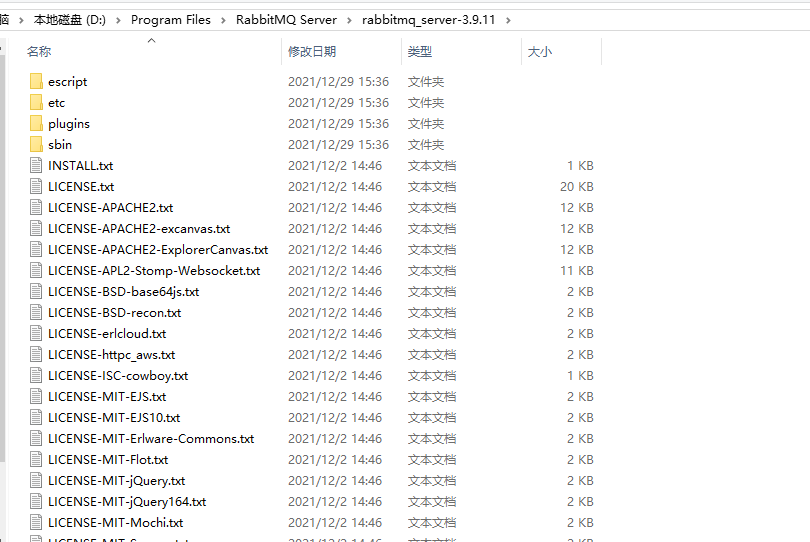 脑 › 本地磁盘 (D:) › Program Files › RabbitMQ Server › rabbitmq_server-3.9.11 ›
名称 修改日期 类型 大小
escript 2021/12/29 15:36 文件夹
etc 2021/12/29 15:36 文件夹
plugins 2021/12/29 15:36 文件夹
sbin 2021/12/29 15:36 文件夹
INSTALL.txt 2021/12/2 14:46 文本文档 1 KB
LICENSE.txt 2021/12/2 14:46 文本文档 20 KB
LICENSE-APACHE2.txt 2021/12/2 14:46 文本文档 12 KB
LICENSE-APACHE2-excanvas.txt 2021/12/2 14:46 文本文档 12 KB
LICENSE-APACHE2-ExplorerCanvas.txt 2021/12/2 14:46 文本文档 12 KB
LICENSE-APL2-Stomp-Websocket.txt 2021/12/2 14:46 文本文档 11 KB
LICENSE-BSD-base64js.txt 2021/12/2 14:46 文本文档 2 KB
LICENSE-BSD-recon.txt 2021/12/2 14:46 文本文档 2 KB
LICENSE-erlcloud.txt 2021/12/2 14:46 文本文档 2 KB
LICENSE-httpc_aws.txt 2021/12/2 14:46 文本文档 2 KB
LICENSE-ISC-cowboy.txt 2021/12/2 14:46 文本文档 1 KB
LICENSE-MIT-EJS.txt 2021/12/2 14:46 文本文档 2 KB
LICENSE-MIT-EJS10.txt 2021/12/2 14:46 文本文档 2 KB
LICENSE-MIT-Erlware-Commons.txt 2021/12/2 14:46 文本文档 2 KB
LICENSE-MIT-Flot.txt 2021/12/2 14:46 文本文档 2 KB
LICENSE-MIT-jQuery.txt 2021/12/2 14:46 文本文档 2 KB
LICENSE-MIT-jQuery164.txt 2021/12/2 14:46 文本文档 2 KB
LICENSE-MIT-Mochi.txt 2021/12/2 14:46 文本文档 2 KB